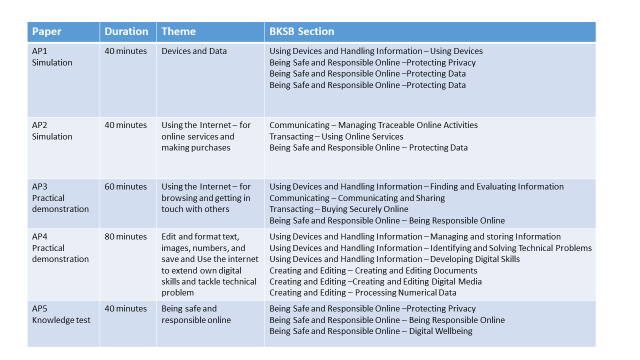 Paper Duration Theme BKSB Section
AP1 40 minutes Devices and Data Using Devices and Handling Information – Using Devices
Simulation Being Safe and Responsible Online –Protecting Privacy
Being Safe and Responsible Online –Protecting Data
Being Safe and Responsible Online –Protecting Data
AP2 40 minutes Using the Internet – for Communicating – Managing Traceable Online Activities
Simulation online services and Transacting – Using Online Services
making purchases Being Safe and Responsible Online – Protecting Data
AP3 60 minutes Using the Internet – for Using Devices and Handling Information – Finding and Evaluating Information
Practical browsing and getting in Communicating – Communicating and Sharing
demonstration touch with others Transacting – Buying Securely Online
Being Safe and Responsible Online – Being Responsible Online
AP4 80 minutes Edit and format text, Using Devices and Handling Information – Managing and storing Information
Practical images, numbers, and Using Devices and Handling Information – Identifying and Solving Technical Problems
demonstration save and Use the internet Using Devices and Handling Information – Developing Digital Skills
to extend own digital Creating and Editing – Creating and Editing Documents
skills and tackle technical Creating and Editing –Creating and Editing Digital Media
problem Creating and Editing – Processing Numerical Data
AP5 40 minutes Being safe and Being Safe and Responsible Online –Protecting Privacy
Knowledge test responsible online Being Safe and Responsible Online – Being Responsible Online
Being Safe and Responsible Online – Digital Wellbeing